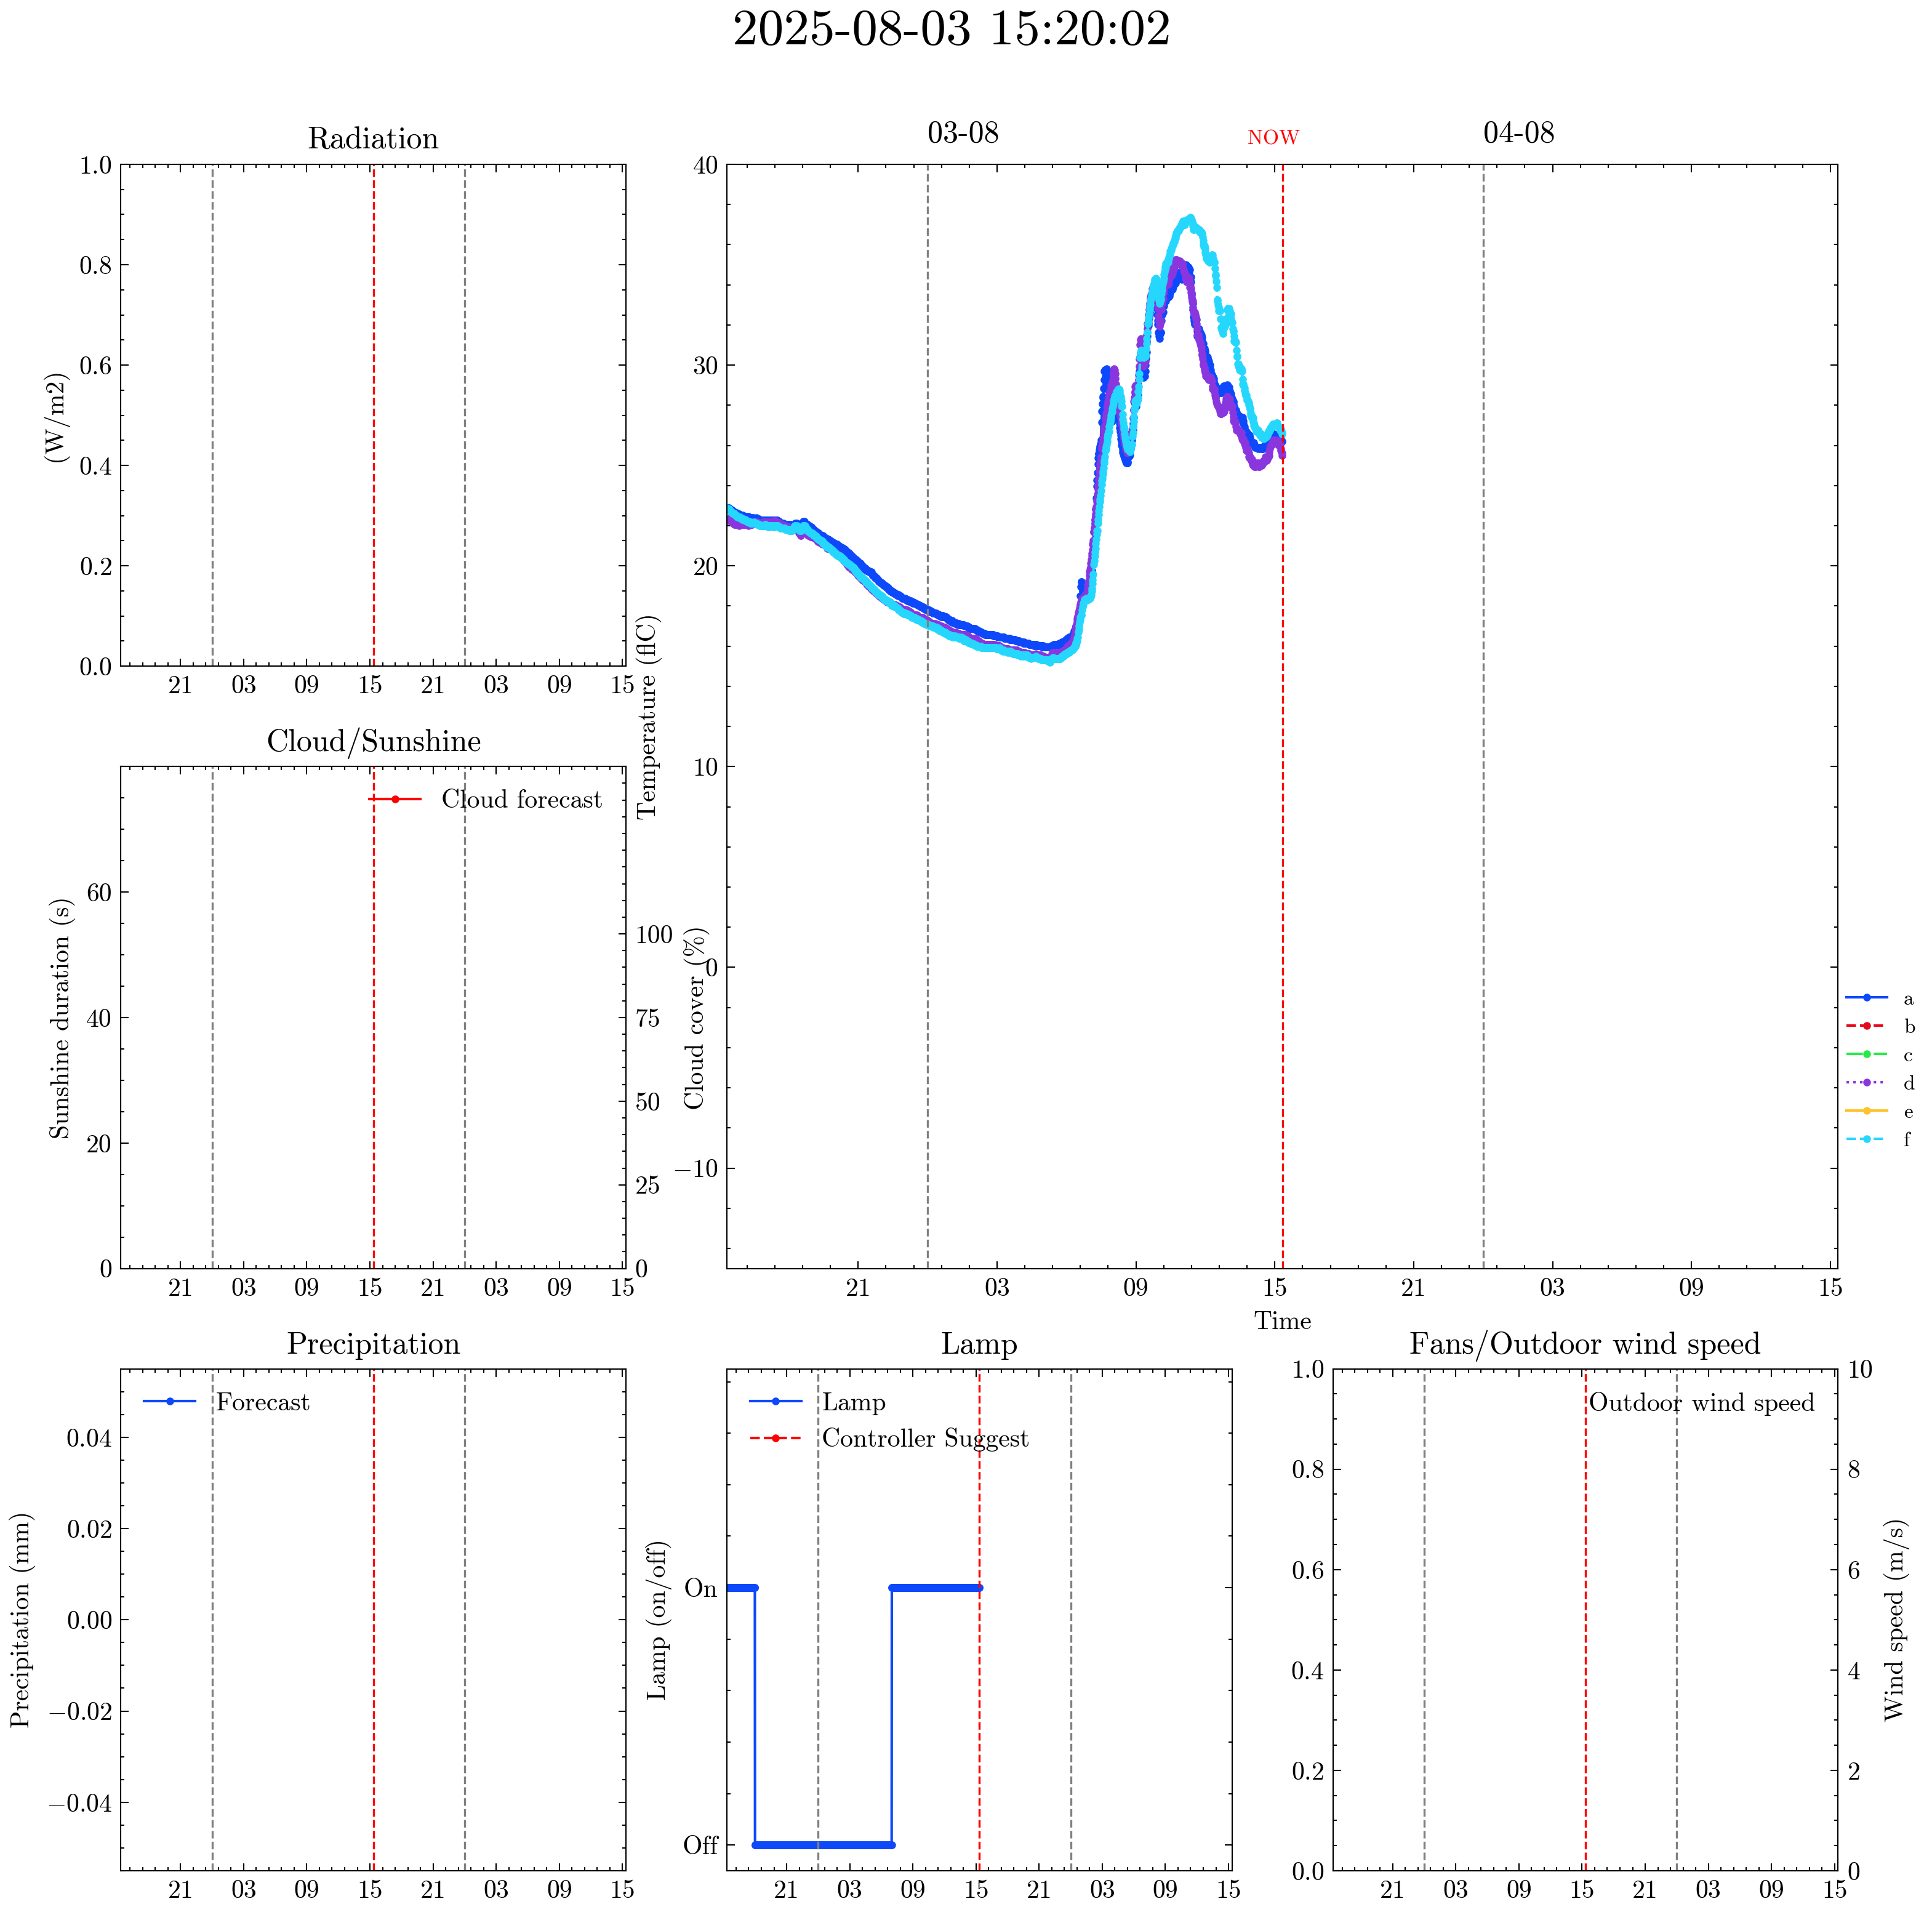 2025-08-03 15:20:02
Radiation
1.0
0.8
0.6
0.4
0.2
0.0
(W/m2)
21 03 09 15 21 03 09 15
03-08
NOW
04-08
40
30
20
10
0
−10
Temperature (flC)
21 03 09 15 21 03 09 15
Time
a
b
c
d
e
f
Cloud/Sunshine
Cloud forecast
60
40
20
0
Sunshine duration (s)
100
75
50
25
0
Cloud cover (%)
21 03 09 15 21 03 09 15
Precipitation
Forecast
0.04
0.02
0.00
−0.02
−0.04
Precipitation (mm)
21 03 09 15 21 03 09 15
Lamp
Lamp
Controller Suggest
On
Off
Lamp (on/off)
21 03 09 15 21 03 09 15
Fans/Outdoor wind speed
Outdoor wind speed
1.0
0.8
0.6
0.4
0.2
0.0
10
8
6
4
2
0
Wind speed (m/s)
21 03 09 15 21 03 09 15